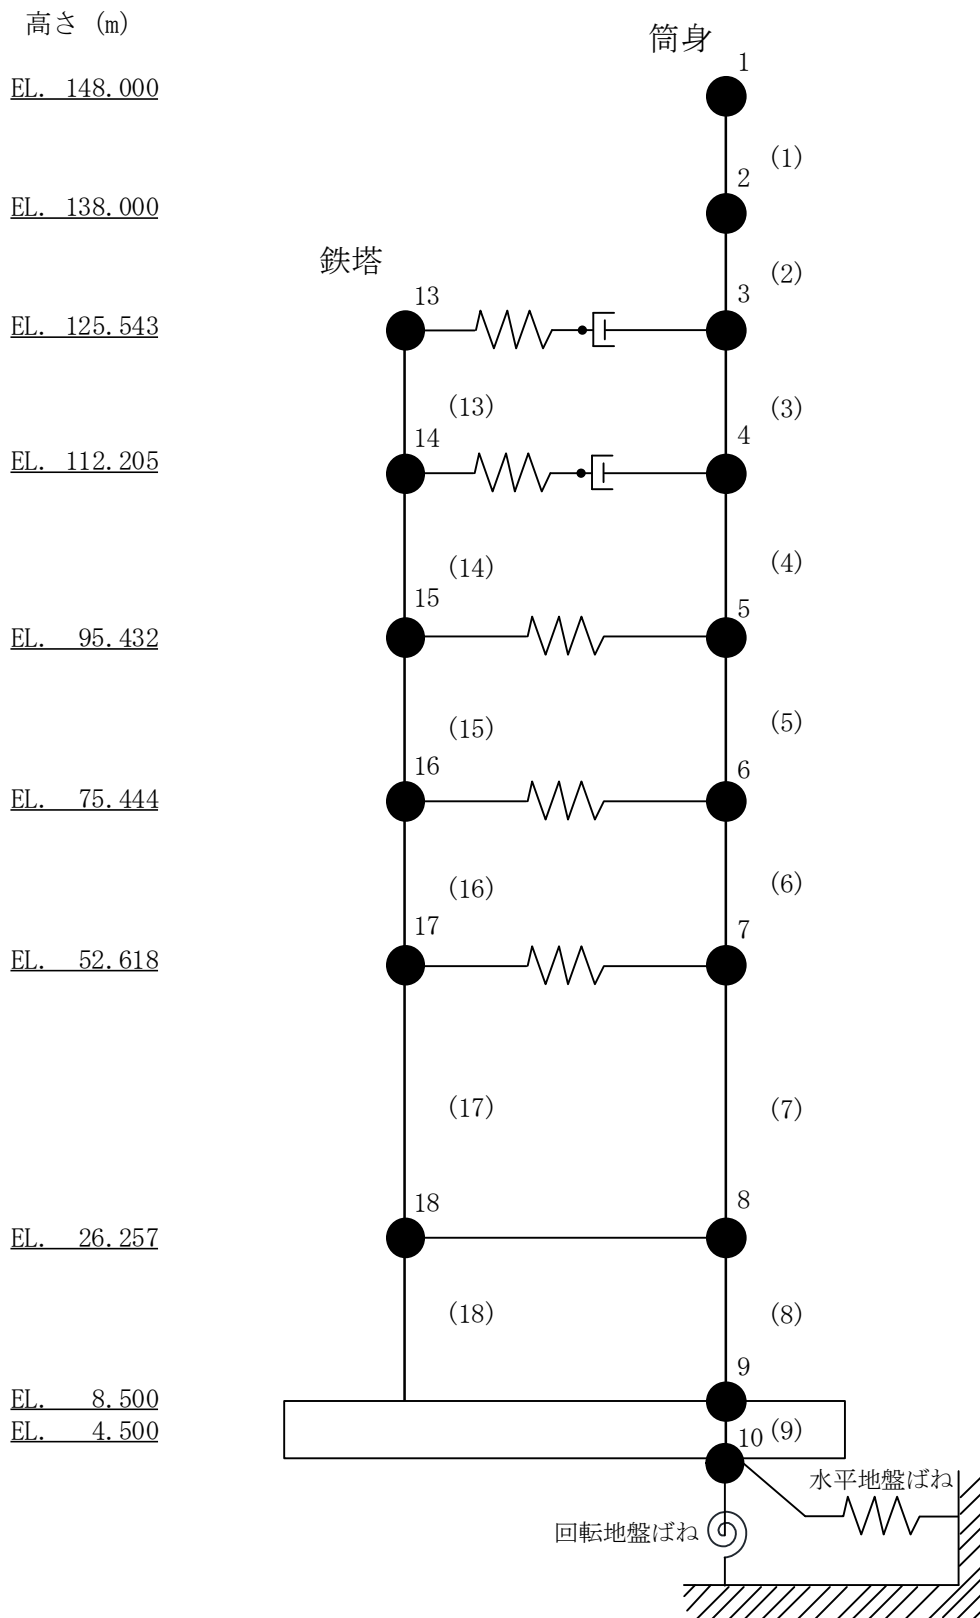 高さ (m)
筒身
1
EL. 148.000
(1)
2
EL. 138.000
鉄塔
(2)
13
3
EL. 125.543
(13)
(3)
14
4
EL. 112.205
(14)
(4)
15
5
EL. 95.432
(15)
(5)
16
6
EL. 75.444
(16)
(6)
17
7
EL. 52.618
(17)
(7)
18
8
EL. 26.257
(18)
(8)
9
EL. 8.500
EL. 4.500
10
(9)
水平地盤ばね
回転地盤ばね